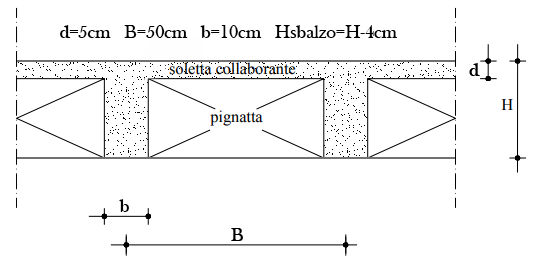 d=5cm B=50cm b=10cm Hsbalzo=H-4cm
soletta collaborante
d
H
pignatta
b
B